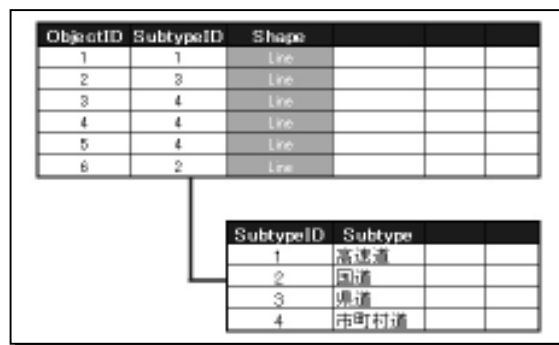 ObjectID SubtypeID Shape
1 1 Line
2 3 Line
3 4 Line
4 4 Line
5 4 Line
6 2 Line
SubtypeID Subtype
1 高速道
2 国道
3 県道
4 市町村道